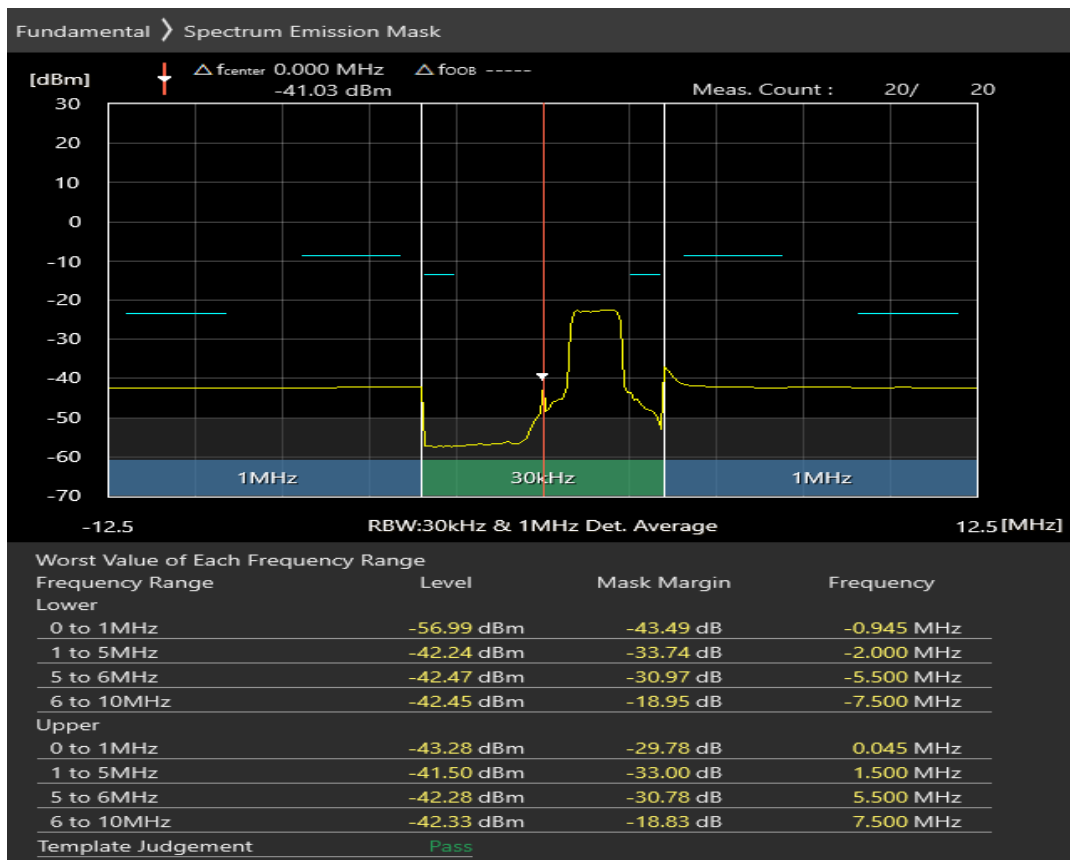 Fundamental ❯ Spectrum Emission Mask
[dBm] △ fcenter 0.000 MHz △ fOOB -----
-41.03 dBm Meas. Count : 20/ 20
30
20
10
0
-10
-20
-30
-40
-50
-60
1MHz 30kHz 1MHz
-70
-12.5 RBW:30kHz & 1MHz Det. Average 12.5 [MHz]
Worst Value of Each Frequency Range
Frequency Range Level Mask Margin Frequency
Lower
0 to 1MHz -56.99 dBm -43.49 dB -0.945 MHz
1 to 5MHz -42.24 dBm -33.74 dB -2.000 MHz
5 to 6MHz -42.47 dBm -30.97 dB -5.500 MHz
6 to 10MHz -42.45 dBm -18.95 dB -7.500 MHz
Upper
0 to 1MHz -43.28 dBm -29.78 dB 0.045 MHz
1 to 5MHz -41.50 dBm -33.00 dB 1.500 MHz
5 to 6MHz -42.28 dBm -30.78 dB 5.500 MHz
6 to 10MHz -42.33 dBm -18.83 dB 7.500 MHz
Template Judgement Pass